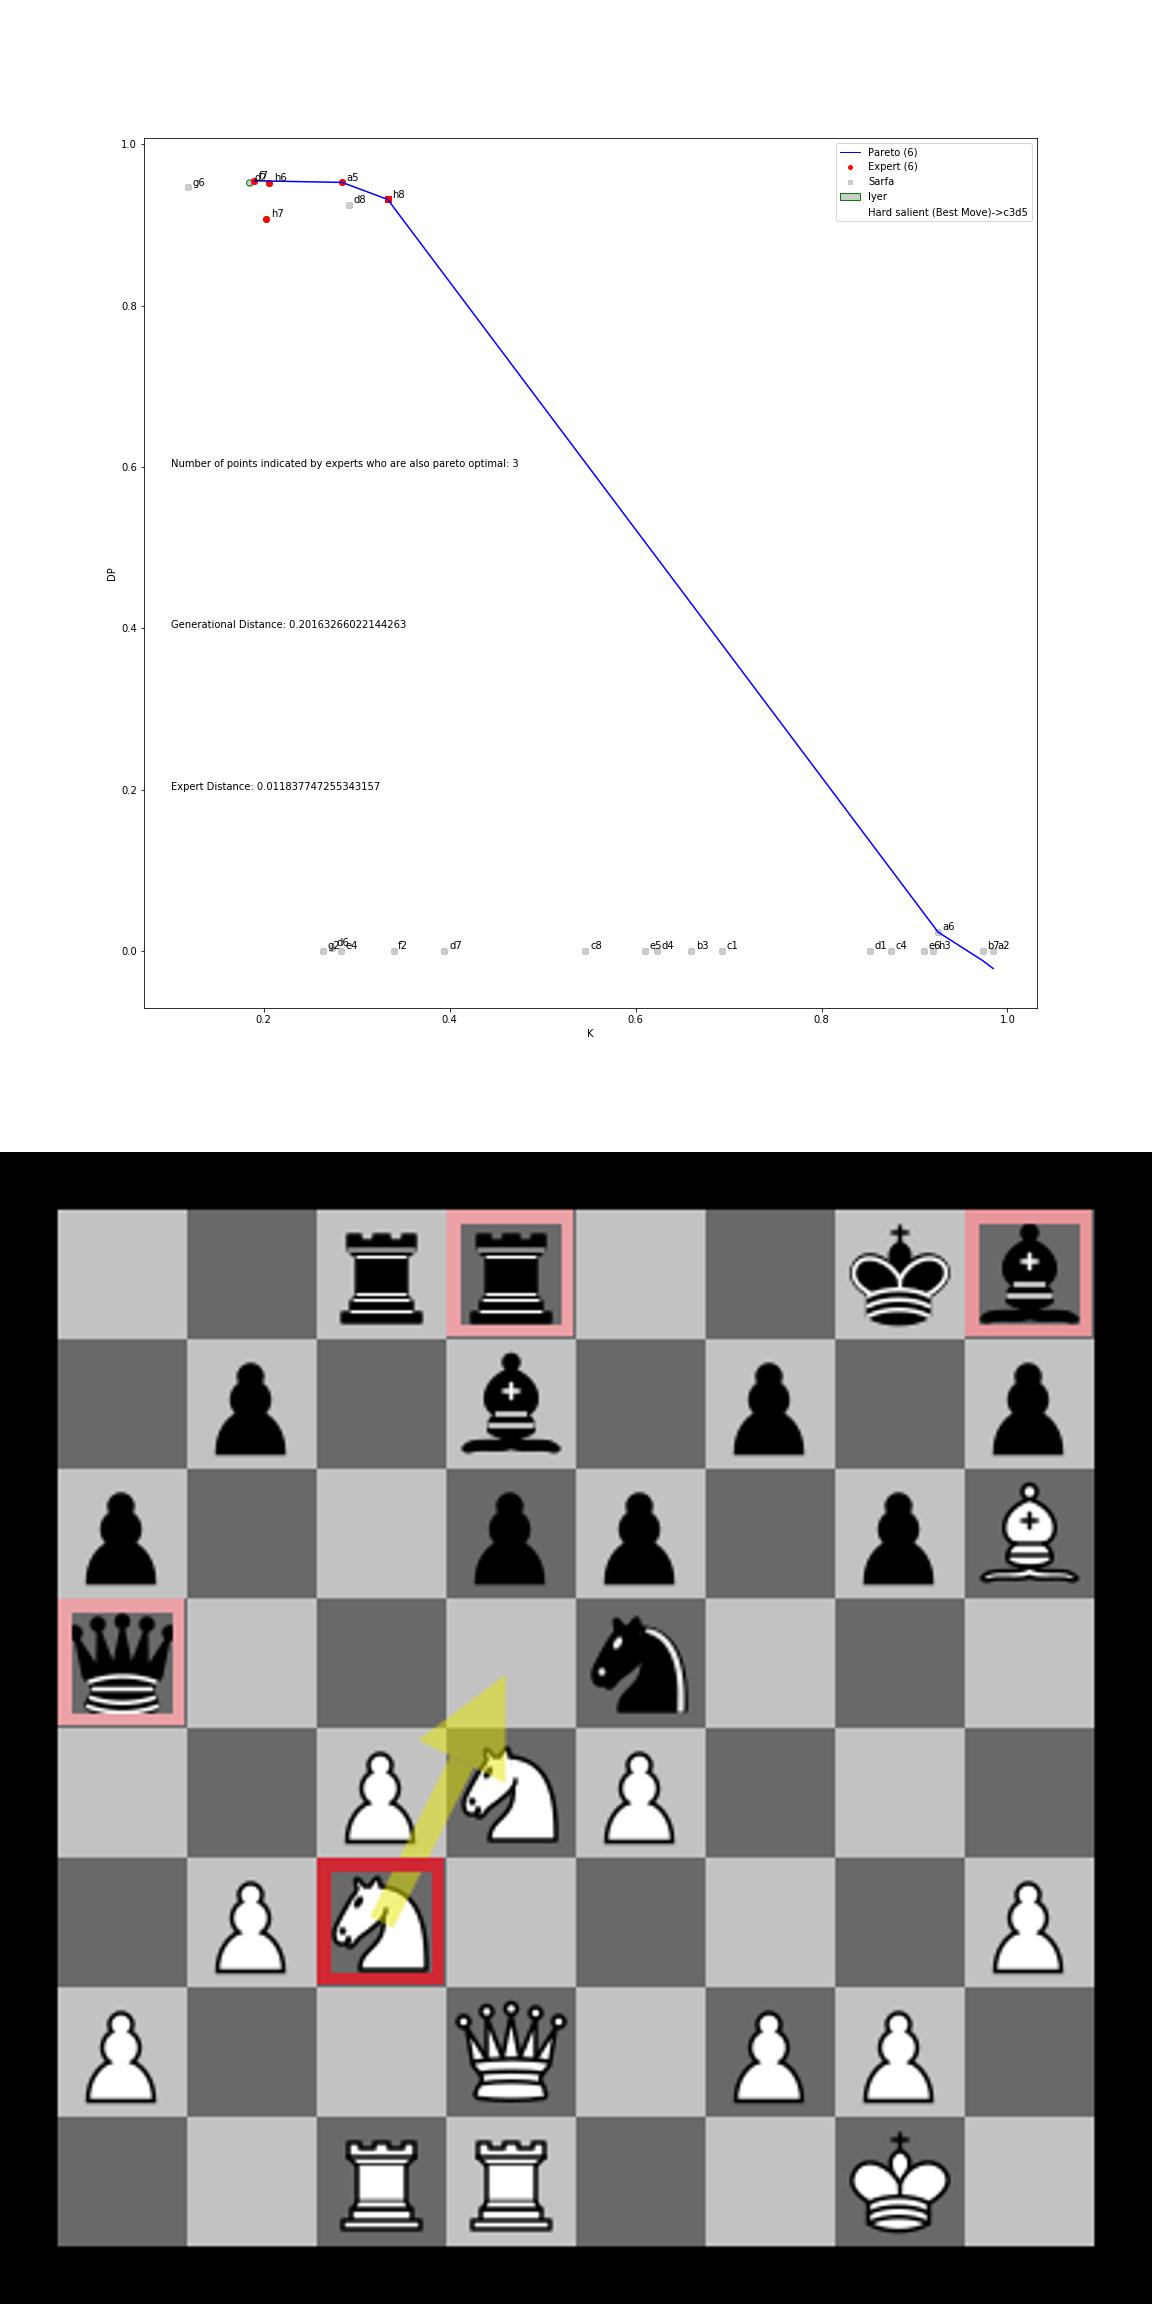 1.0
0.8
0.6
0.4
0.2
0.0
DP
0.2
0.4
0.6
0.8
1.0
K
Pareto (6)
Expert (6)
Sarfa
Iyer
Hard salient (Best Move)->c3d5
g6
h6
a5
h8
d8
h7
Number of points indicated by experts who are also pareto optimal: 3
Generational Distance: 0.20163266022144263
Expert Distance: 0.011837747255343157
a6
g2
d6
e4
f2
d7
c8
e5
d4
b3
c1
d1
c4
e6
h3
b7
a2